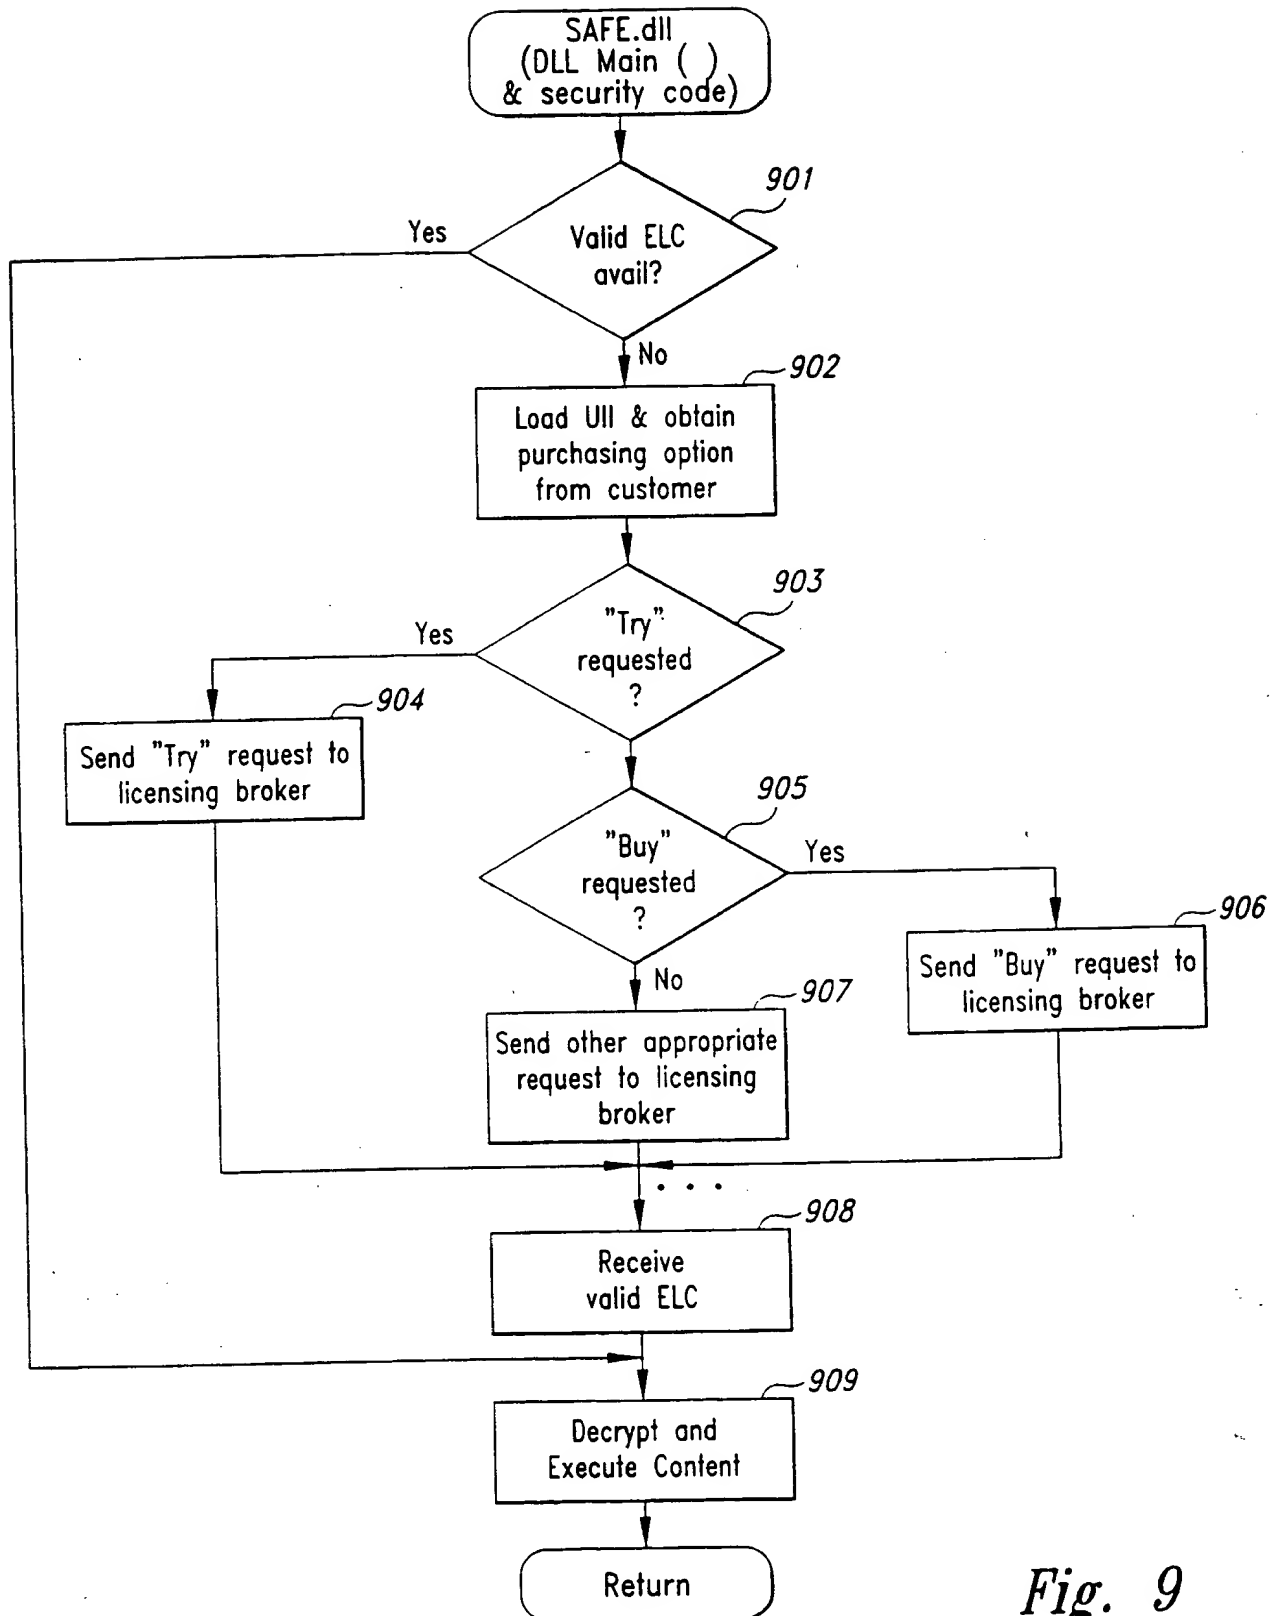 SAFE.dll
(DLL Main ( )
& security code)
901
Yes
Valid ELC
avail?
No
902
Load UII & obtain
purchasing option
from customer
903
Yes
"Try"
requested
?
904
Send "Try" request to
licensing broker
905
"Buy"
requested
?
Yes
906
Send "Buy" request to
licensing broker
No
907
Send other appropriate
request to licensing
broker
. . .
908
Receive
valid ELC
909
Decrypt and
Execute Content
Return
Fig. 9